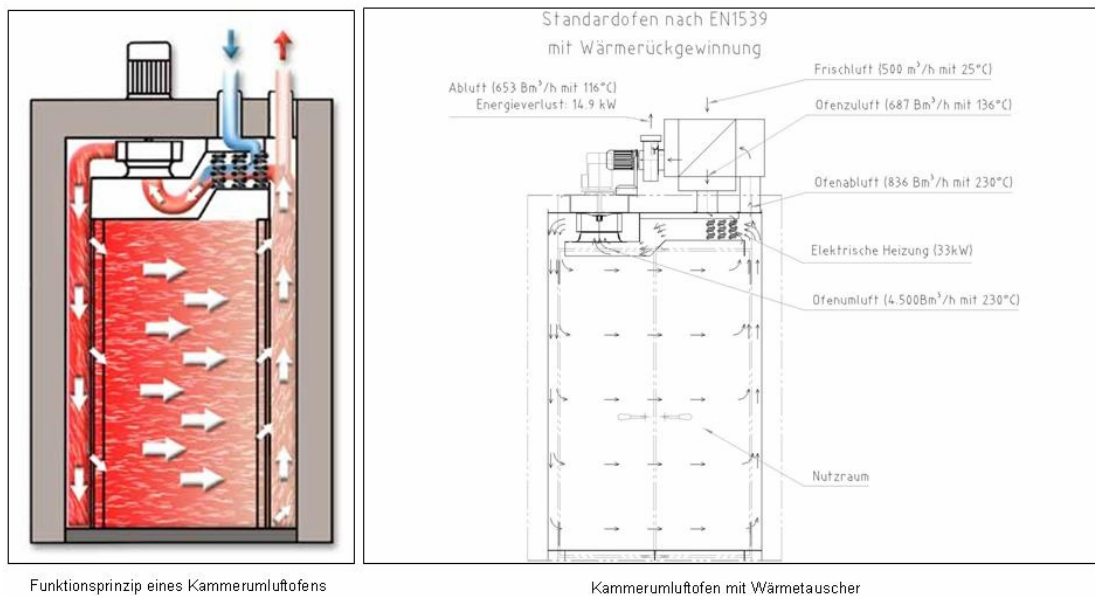 Standardofen nach EN1539
mit Wärmerückgewinnung
Abluft (653 Bm³/h mit 116°C)
Energieverlust: 14.9 kW
Frischluft (500 m³/h mit 25°C)
Ofenzuluft (687 Bm³/h mit 136°C)
Ofenabluft (836 Bm³/h mit 230°C)
Elektrische Heizung (33kW)
Ofenumluft (4.500Bm³/h mit 230°C)
Nutzraum
Funktionsprinzip eines Kammerumluftofens
Kammerumluftofen mit Wärmetauscher